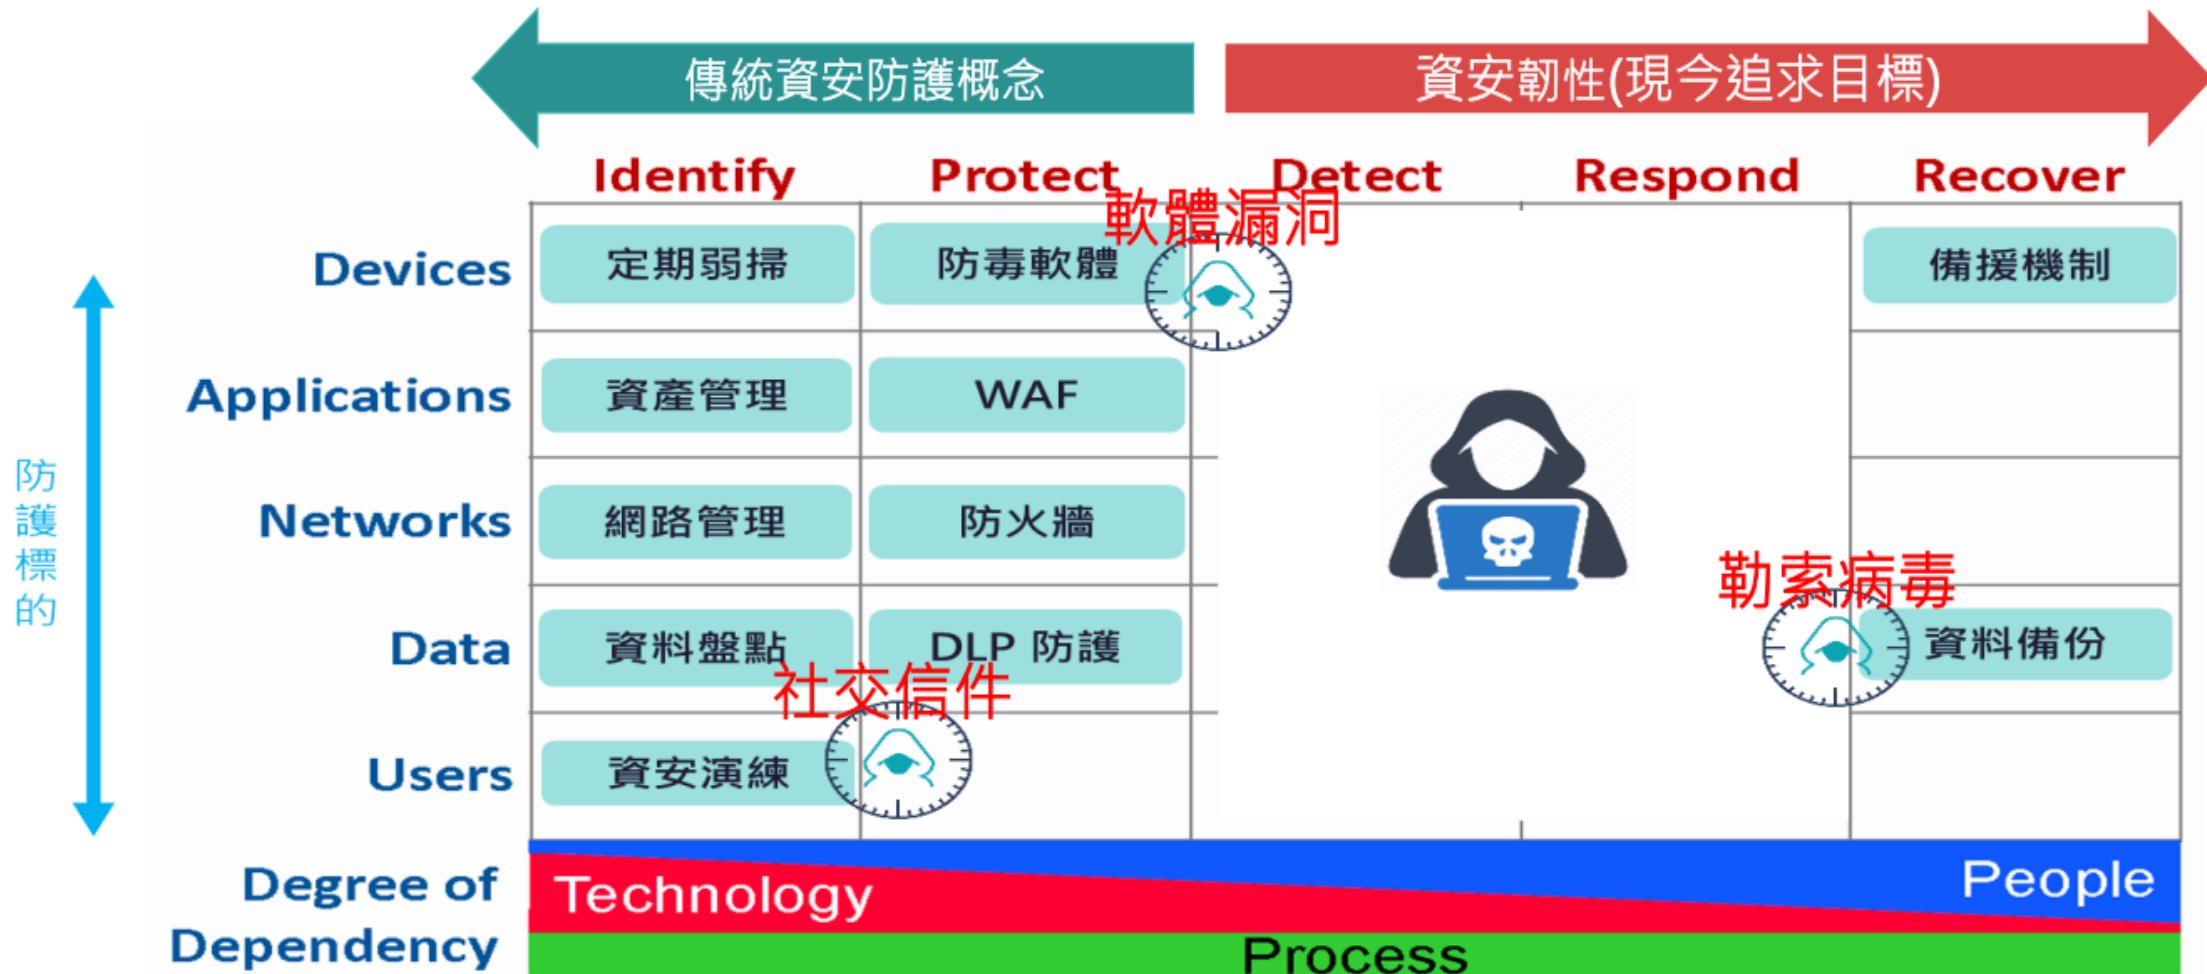 傳統資安防護概念
資安韌性(現今追求目標)
Identify
Protect
Detect
Respond
Recover
軟體漏洞
Devices
定期弱掃
防毒軟體
備援機制
Applications
資產管理
WAF
防護標的
Networks
網路管理
防火牆
勒索病毒
Data
資料盤點
DLP 防護
資料備份
社交信件
Users
資安演練
Degree of
Dependency
Technology
People
Process